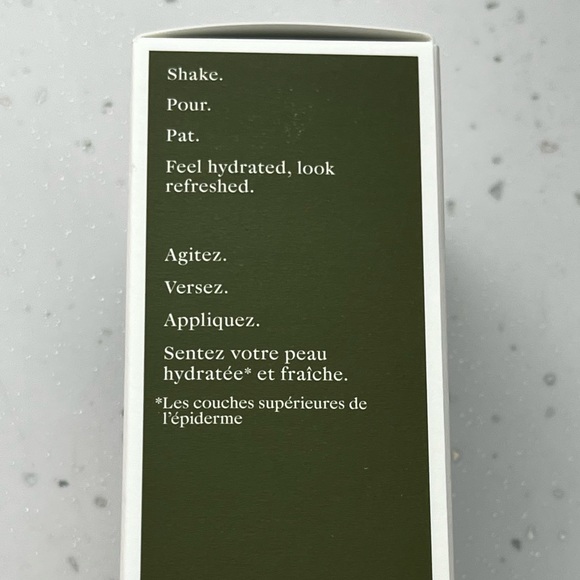 Shake.
Pour.
Pat.
Feel hydrated, look
refreshed.
Agitez.
Versez.
Appliquez.
Sentez votre peau
hydratée* et fraîche.
*Les couches supérieures de
l'épiderme